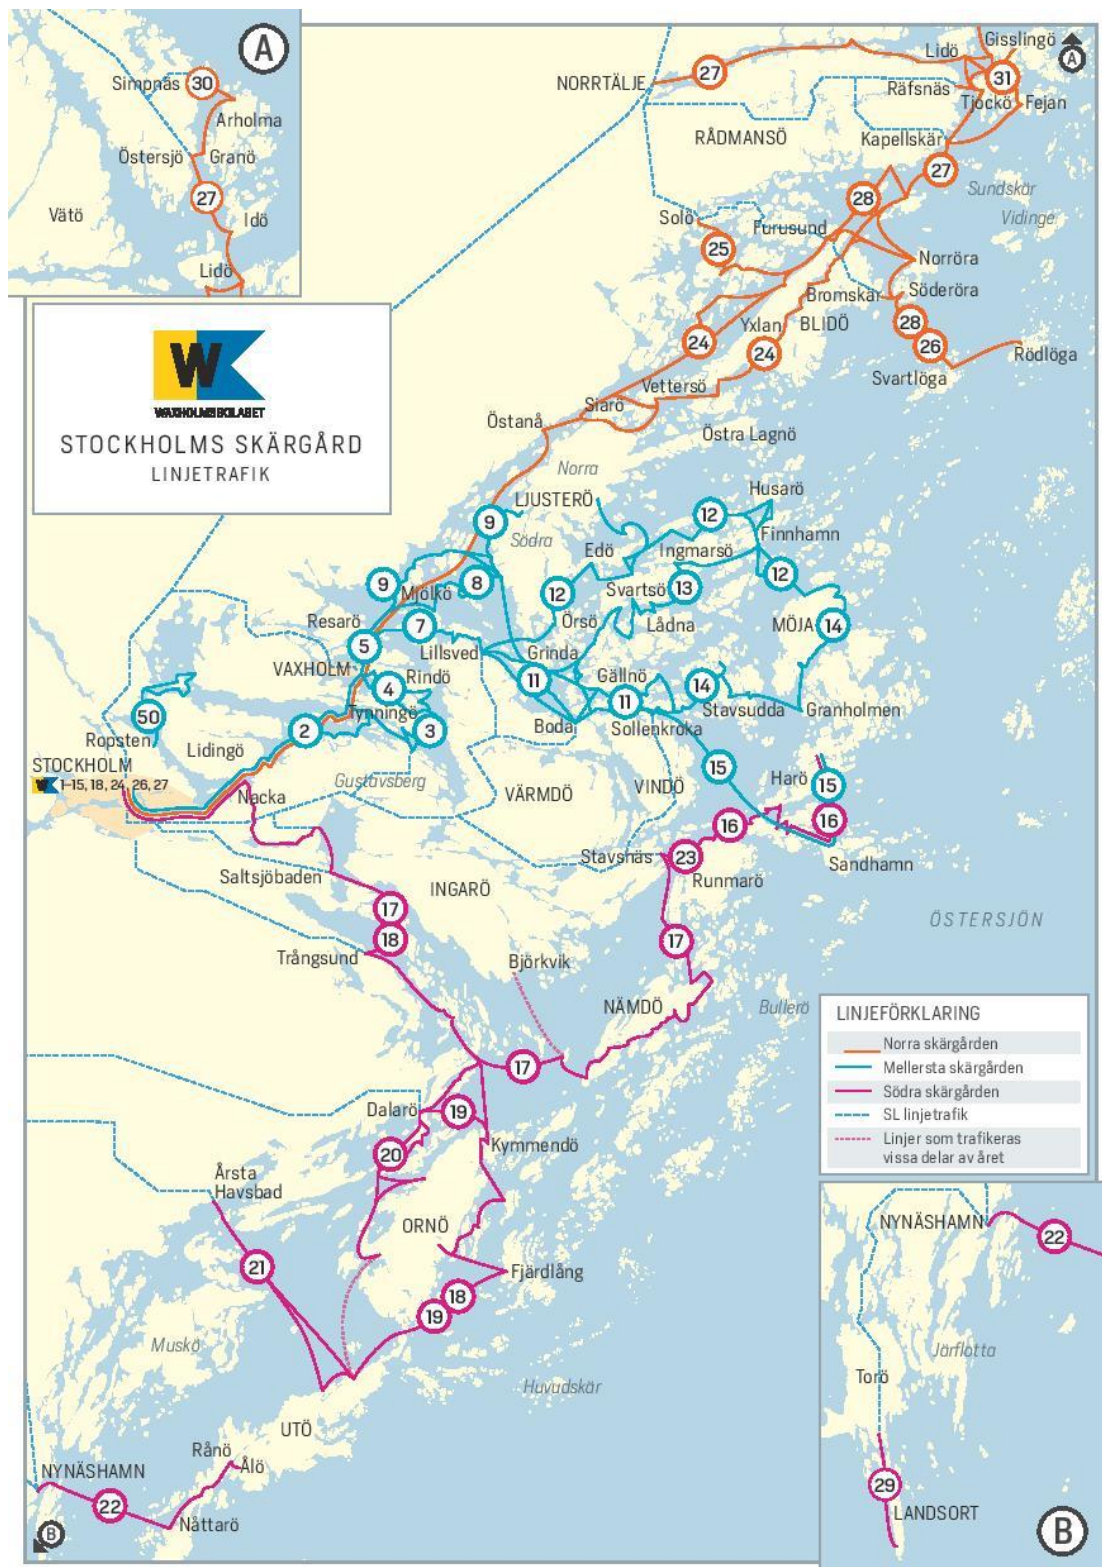 A
Simpnäs
30
Arholma
Östersjö
Granö
27
Vätö
Idö
Lidö
W
WAXHOLMSBOLAGET
STOCKHOLMS SKÄRGÅRD
LINJETRAFIK
Gisslingö
Lidö
A
NORRTÄLJE
27
31
Räfsnäs
Tjockö
Fejan
RÅDMANSÖ
Kapellskär
27
Sundskär
28
Vidinge
Solö
Furusund
25
Norröra
Bromskär
Söderöra
Yxlan
BLIDÖ
28
24
24
26
Rödlöga
Svartlöga
Vettersö
Siarö
Östanå
Östra Lagnö
Norra
LJUSTERÖ
Husarö
9
12
Södra
Finnhamn
Edö
Ingmarsö
9
Mjölkö
8
12
Svartsö
13
12
Resarö
7
Örsö
Lådna
MÖJA
14
5
Lillsved
Grinda
VAXHOLM
Rindö
Gällnö
4
11
11
14
50
Tynningö
Stavsudda
Granholmen
Ropsten
Lidingö
2
3
Boda
Sollenkroka
STOCKHOLM
W 1–15, 18, 24, 26, 27
Gustavsberg
15
Harö
15
Nacka
VÄRMDÖ
VINDÖ
16
16
Stavsnäs
23
Runmarö
Sandhamn
Saltsjöbaden
INGARÖ
17
ÖSTERSJÖN
18
17
Trångsund
Björkvik
NÄMDÖ
Bullerö
LINJEFÖRKLARING
Norra skärgården
Mellersta skärgården
Södra skärgården
SL linjetrafik
Linjer som trafikeras
vissa delar av året
17
Dalarö
19
20
Kymmendö
Årsta
Havsbad
ORNÖ
21
Fjärdlång
18
19
Muskö
Huvudskär
UTÖ
Rånö
Ålö
NYNÄSHAMN
22
Nåttarö
B
NYNÄSHAMN
22
Järflotta
Torö
29
LANDSORT
B